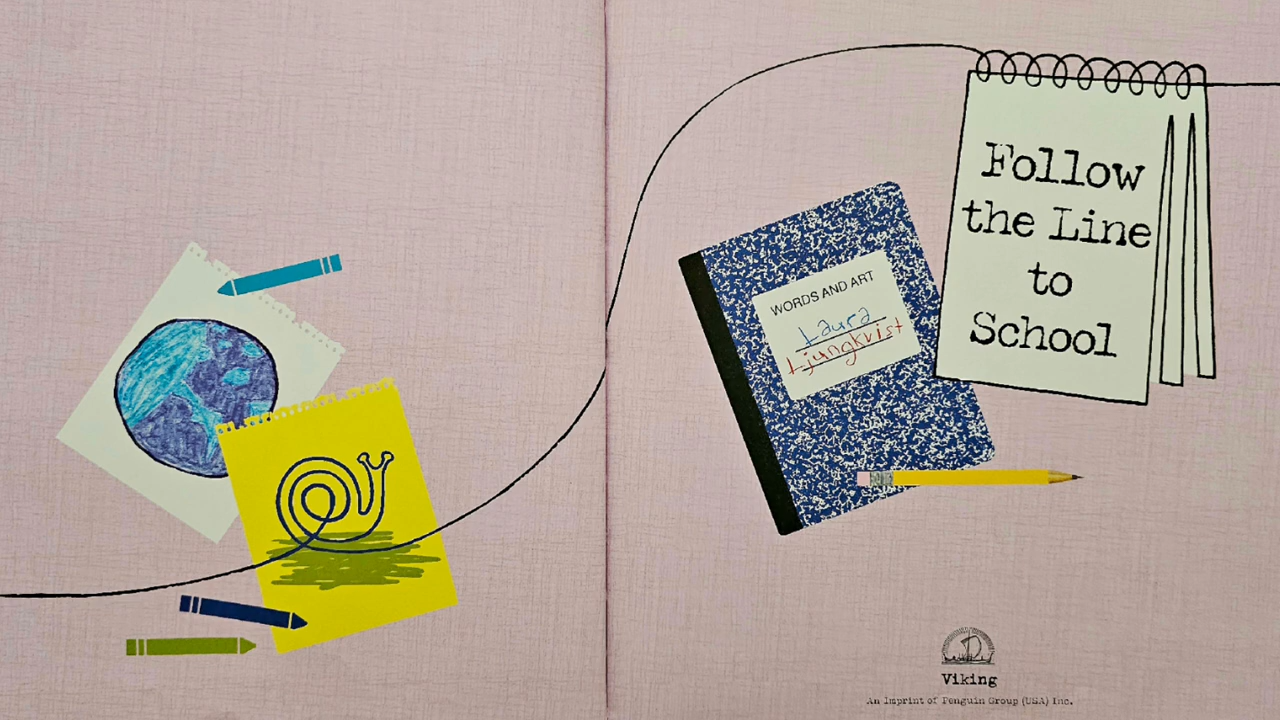 Follow
the Line
to
School
WORDS AND ART
Laura
Ljungkvist
Viking
An Imprint of Penguin Group (USA) Inc.